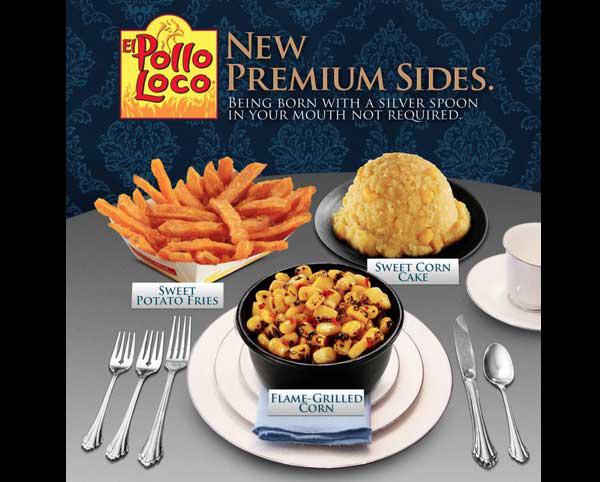 El
Pollo
Loco
New
Premium Sides.
Being born with a silver spoon
in your mouth not required.
Sweet
Potato Fries
Sweet Corn
Cake
Flame-Grilled
Corn